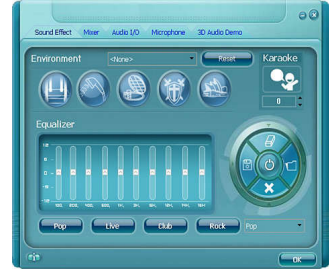 Sound Effect Mixer Audio I/O Microphone 3D Audio Demo
Environment <None> Reset Karaoke
0
Equalizer
Pop Live Club Rock Pop
OK